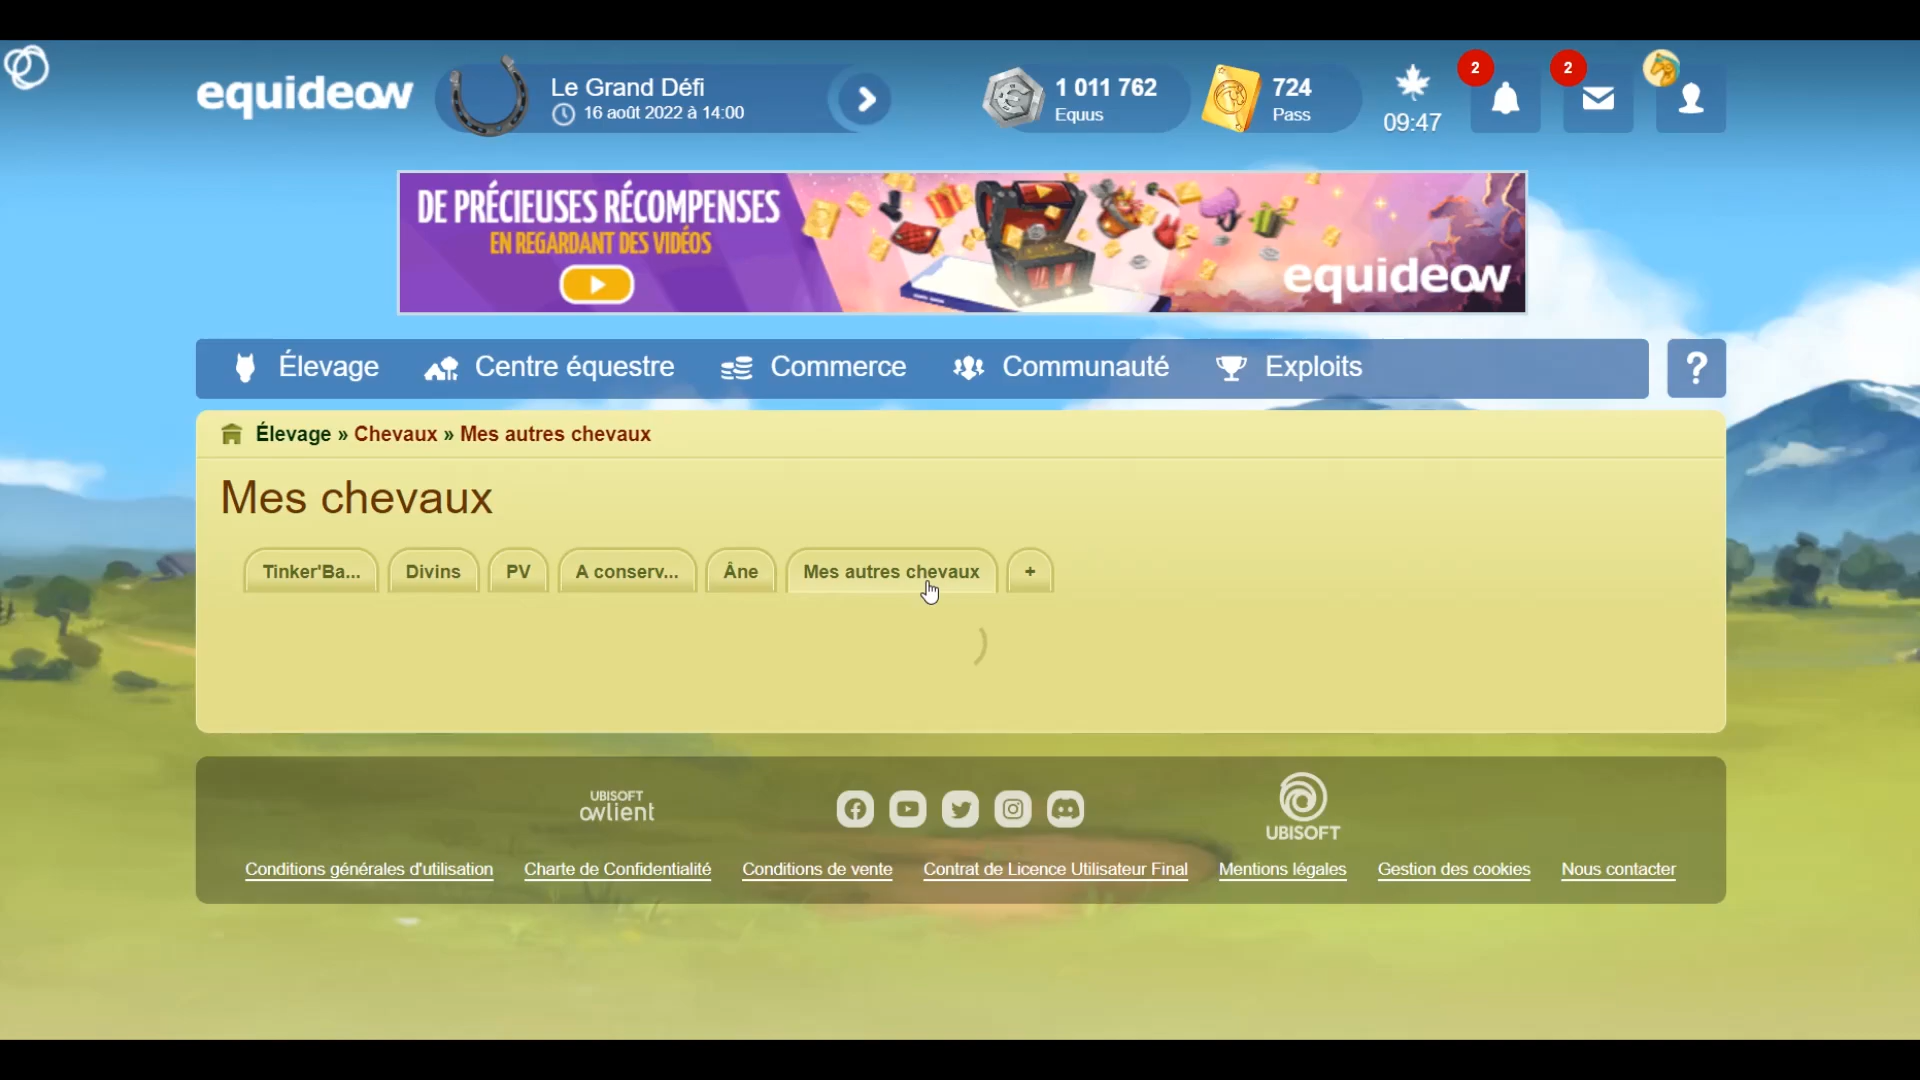 equideow
Le Grand Défi
16 août 2022 à 14:00
1 011 762
Equus
724
Pass
09:47
2
2
DE PRÉCIEUSES RÉCOMPENSES
EN REGARDANT DES VIDÉOS
equideow
Élevage
Centre équestre
Commerce
Communauté
Exploits
?
Élevage » Chevaux » Mes autres chevaux
Mes chevaux
Tinker'Ba...
Divins
PV
A conserv...
Âne
Mes autres chevaux
+
UBISOFT
owlient
UBISOFT
Conditions générales d'utilisation
Charte de Confidentialité
Conditions de vente
Contrat de Licence Utilisateur Final
Mentions légales
Gestion des cookies
Nous contacter